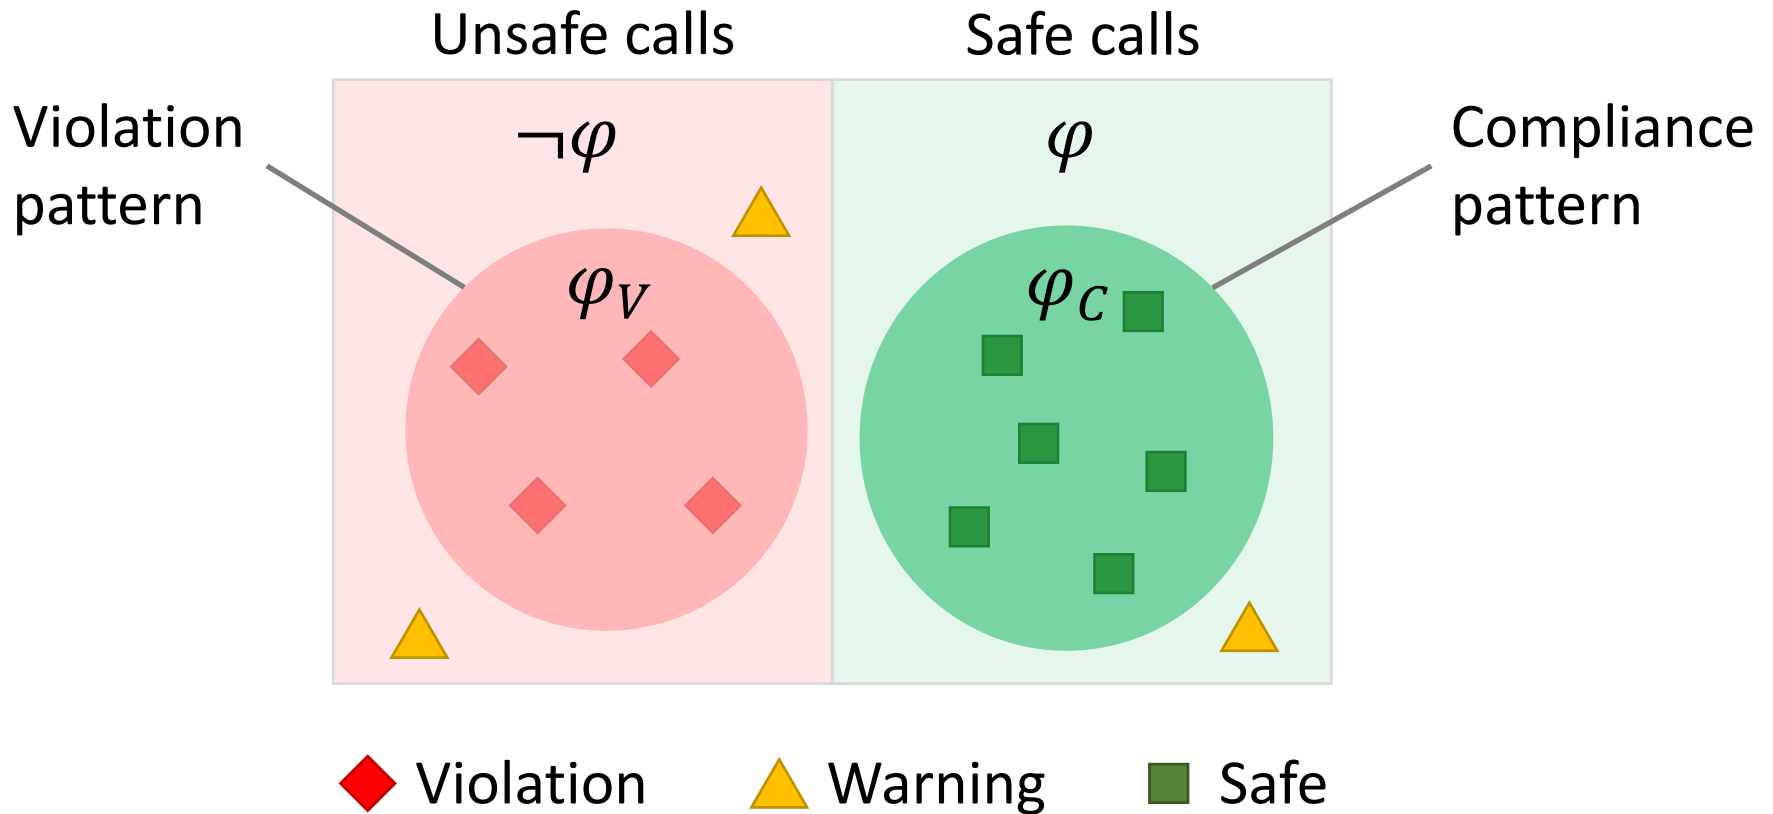 Unsafe calls
Safe calls
Violation
pattern
¬φ
φ
Compliance
pattern
φV
φC
Violation
Warning
Safe